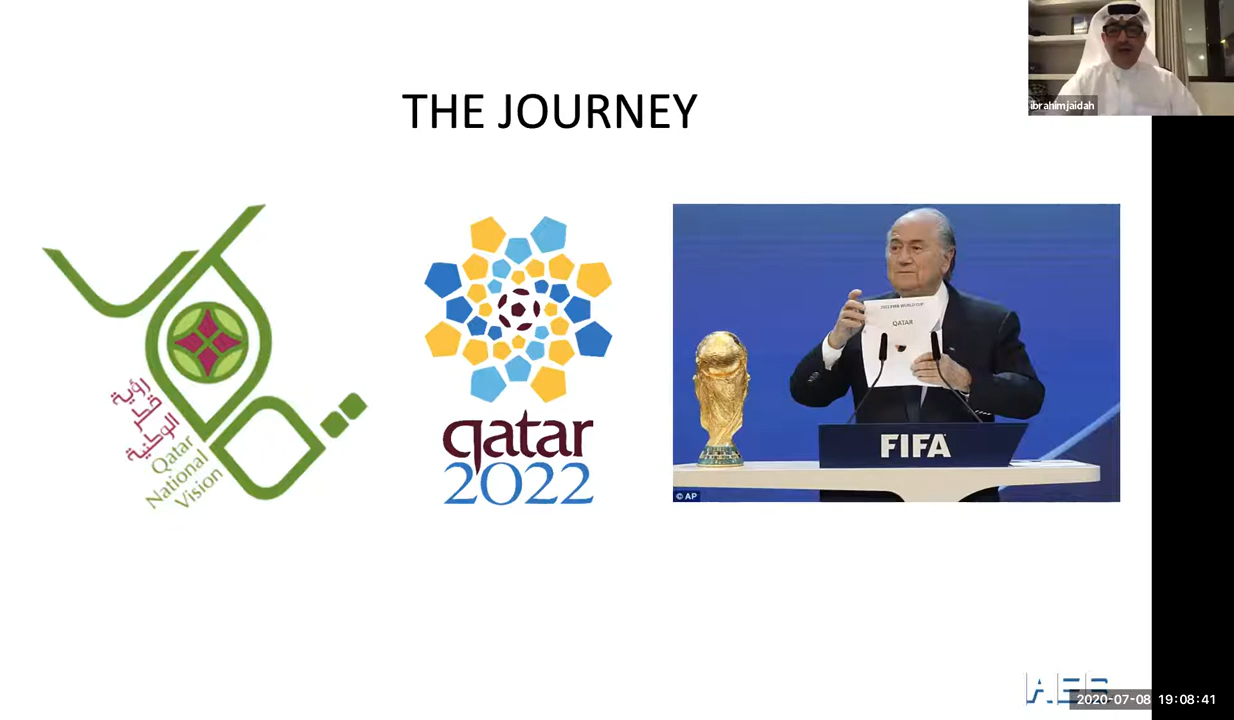 ibrahimjaidah
THE JOURNEY
رؤية
قطر
الوطنية
Qatar
National
Vision
qatar
2022
QATAR
FIFA
© AP
2020-07-08 19:08:41